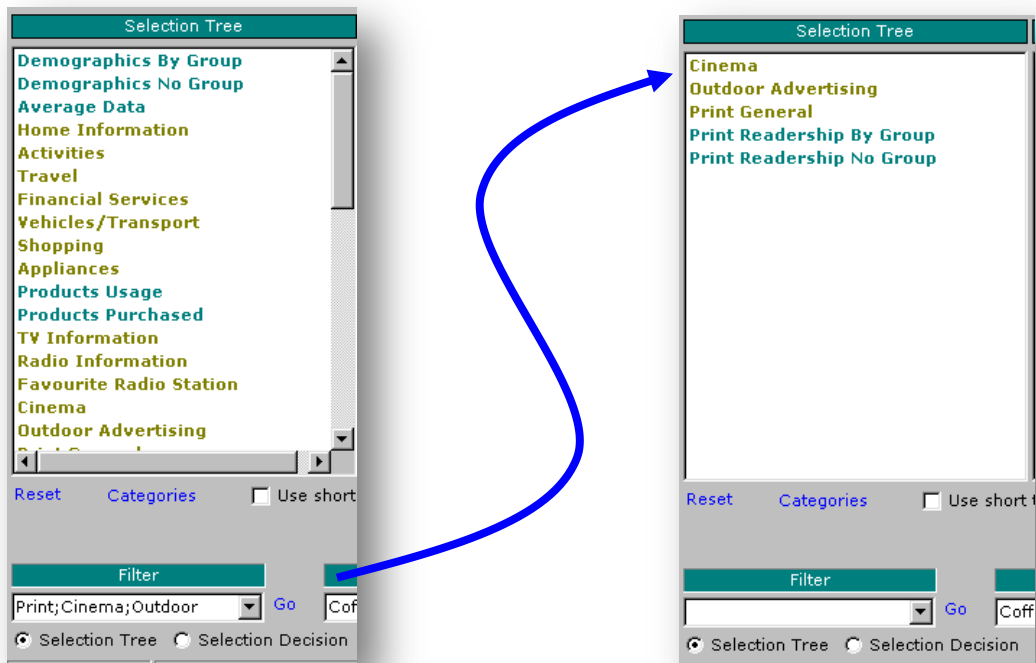 Selection Tree
Demographics By Group
Demographics No Group
Average Data
Home Information
Activities
Travel
Financial Services
Vehicles/Transport
Shopping
Appliances
Products Usage
Products Purchased
TV Information
Radio Information
Favourite Radio Station
Cinema
Outdoor Advertising
Reset Categories Use short
Filter
Print;Cinema;Outdoor Go Cof
Selection Tree Selection Decision
Selection Tree
Cinema
Outdoor Advertising
Print General
Print Readership By Group
Print Readership No Group
Reset Categories Use short t
Filter
Go Coff
Selection Tree Selection Decision